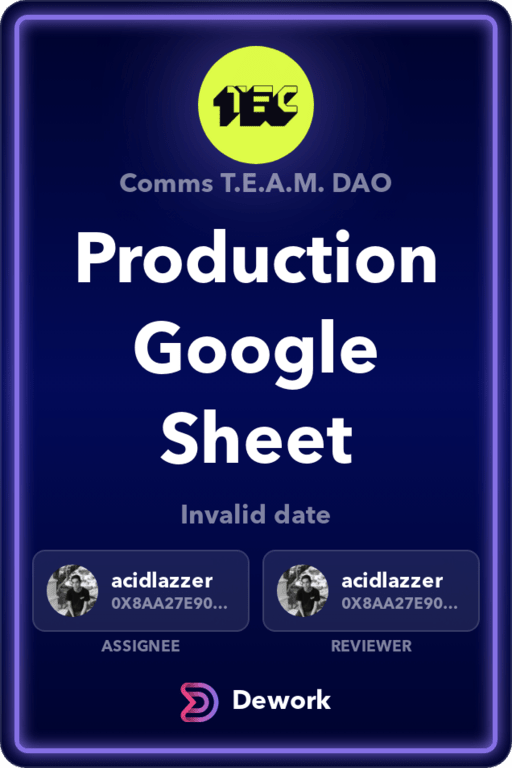 TEC
Comms T.E.A.M. DAO
Production
Google
Sheet
Invalid date
acidlazzer
0X8AA27E90...
ASSIGNEE
acidlazzer
0X8AA27E90...
REVIEWER
Dework